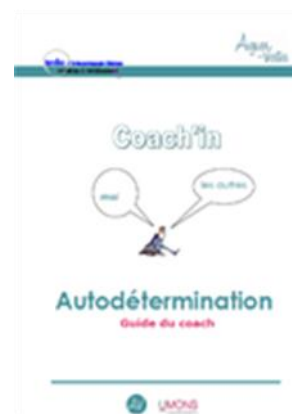 Coach'in
moi
les autres
Autodétermination
Guide du coach
UMONS